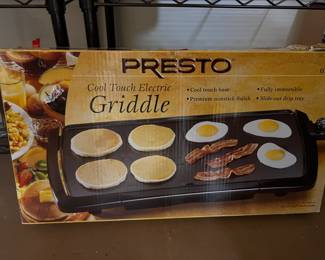 PRESTO
Cool Touch Electric
Griddle
• Cool touch base
• Premium nonstick finish
• Fully immersible
• Slide-out drip tray